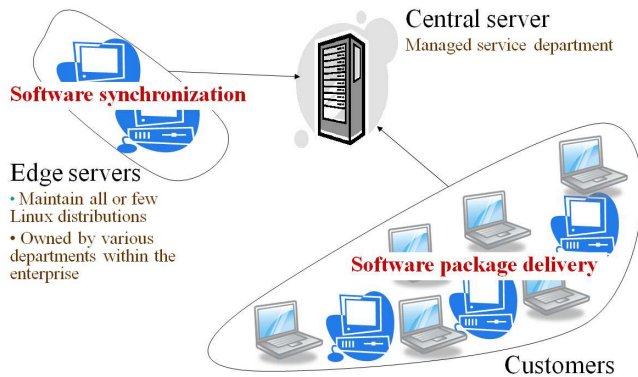 Central server
Managed service department
Software synchronization
Edge servers
• Maintain all or few
Linux distributions
• Owned by various
departments within the
enterprise
Software package delivery
Customers